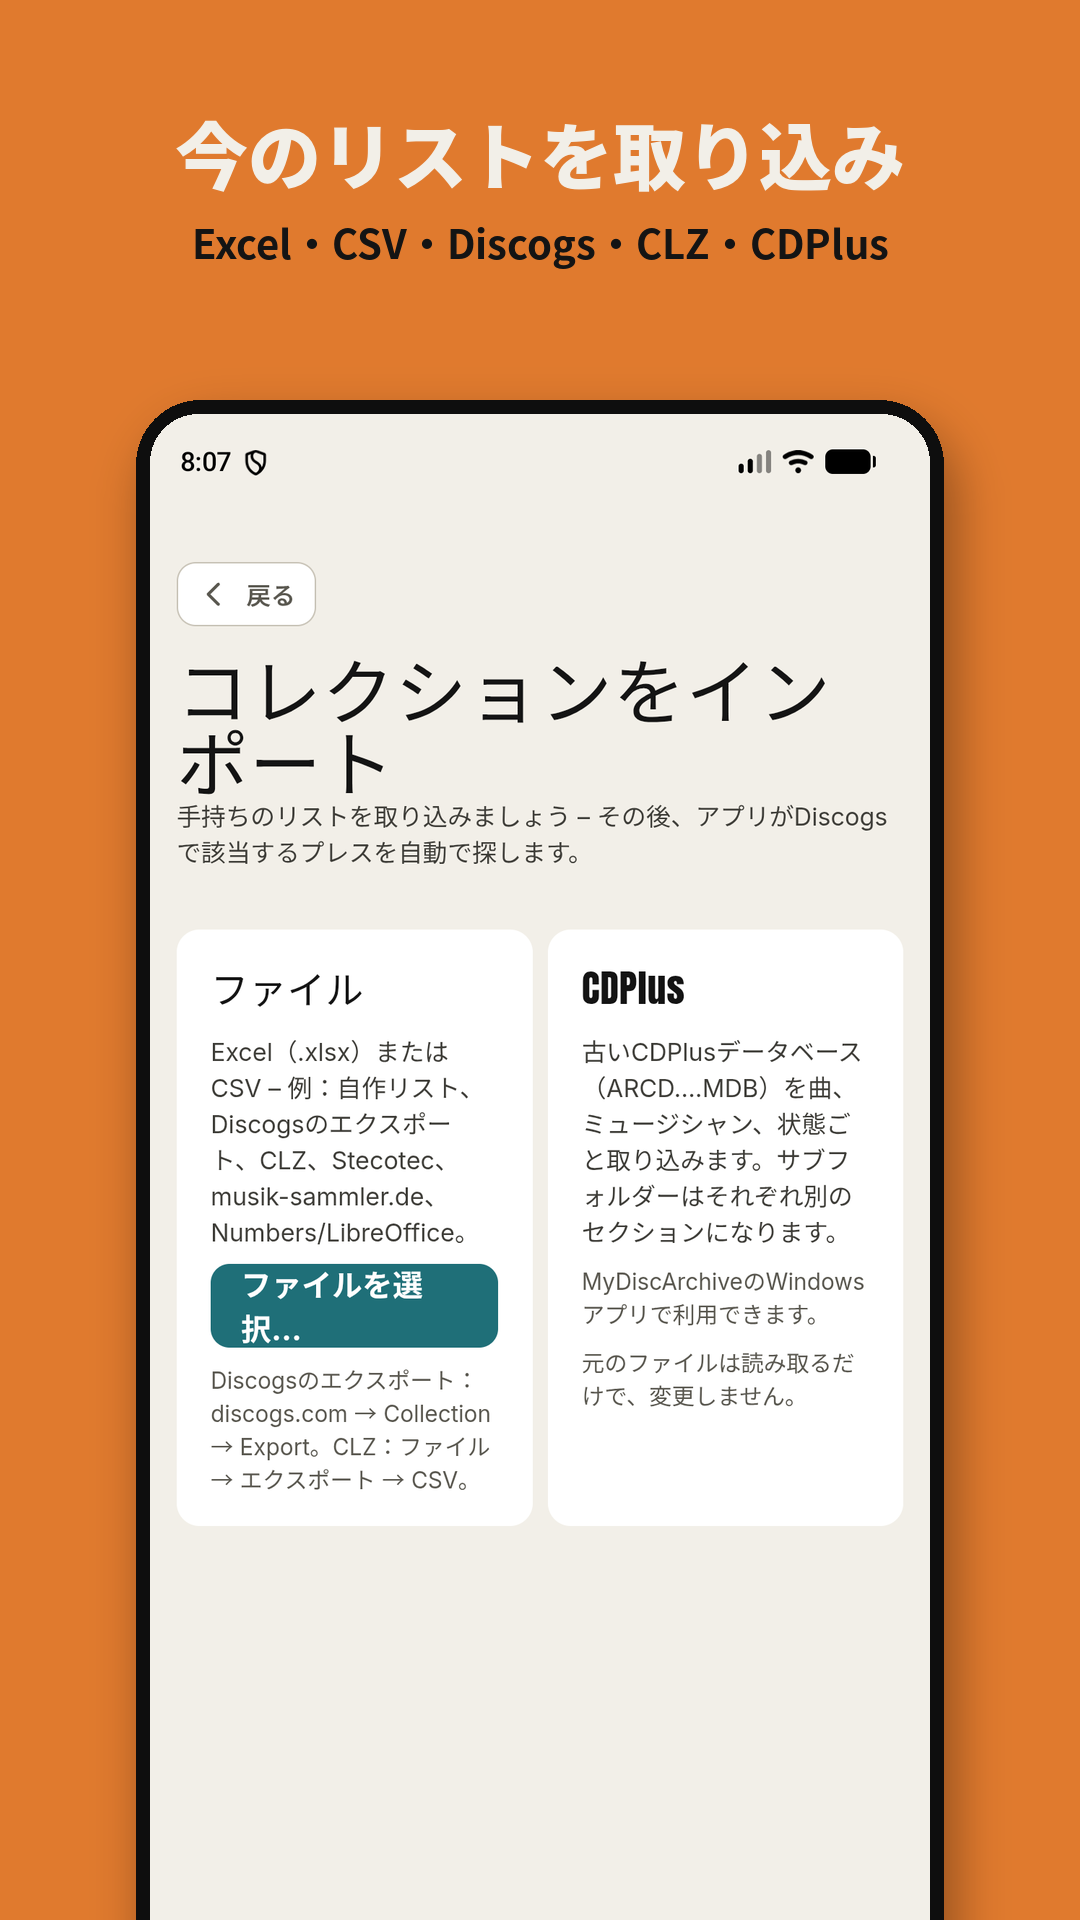 今のリストを取り込み
Excel・CSV・Discogs・CLZ・CDPlus
8:07
戻る
コレクションをイン
ポート
手持ちのリストを取り込みましょう – その後、アプリがDiscogs
で該当するプレスを自動で探します。
ファイル
Excel（.xlsx）または
CSV – 例：自作リスト、
Discogsのエクスポー
ト、CLZ、Stecotec、
musik-sammler.de、
Numbers/LibreOffice。
ファイルを選
択...
Discogsのエクスポート：
discogs.com → Collection
→ Export。CLZ：ファイル
→ エクスポート → CSV。
CDPlus
古いCDPlusデータベース
（ARCD....MDB）を曲、
ミュージシャン、状態ご
と取り込みます。サブフ
ォルダーはそれぞれ別の
セクションになります。
MyDiscArchiveのWindows
アプリで利用できます。
元のファイルは読み取るだ
けで、変更しません。